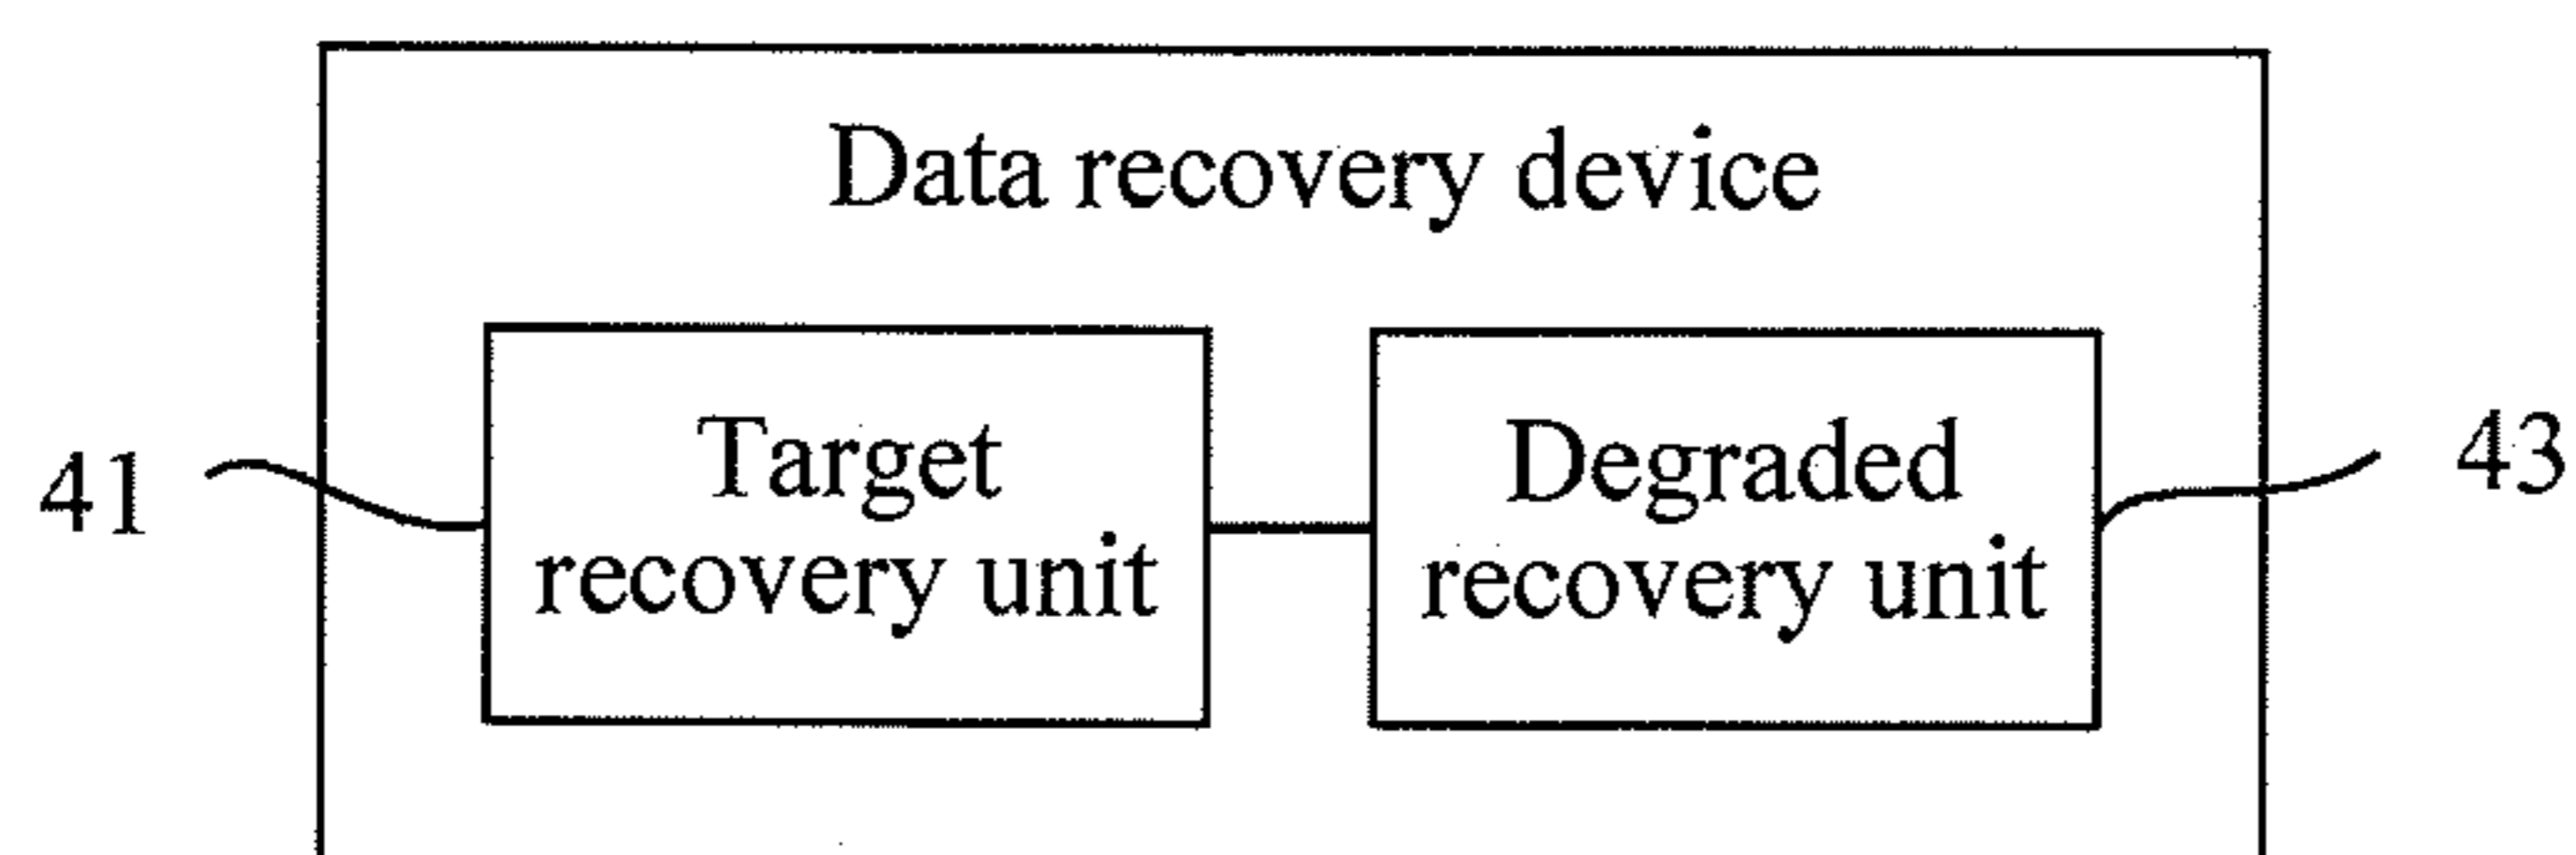 Data recovery device
41
Target
recovery unit
Degraded
recovery unit
43